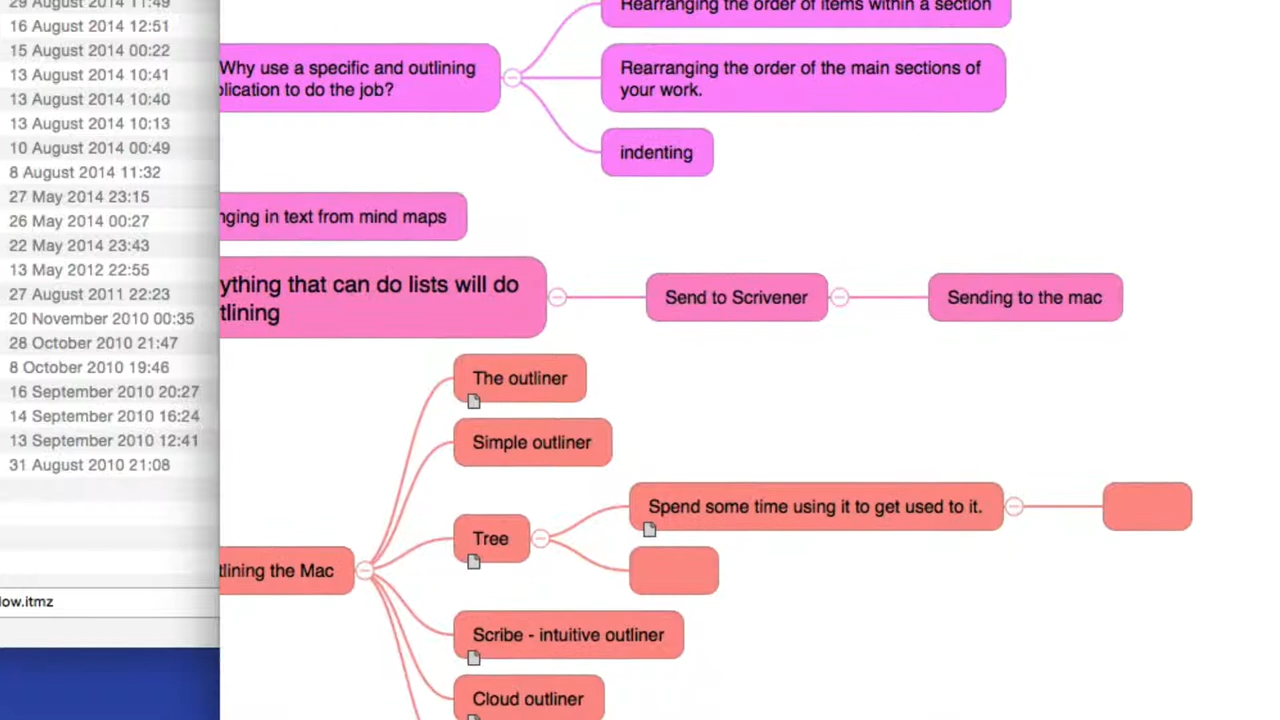 29 August 2014 11:49
16 August 2014 12:51
15 August 2014 00:22
13 August 2014 10:41
13 August 2014 10:40
13 August 2014 10:13
10 August 2014 00:49
8 August 2014 11:32
27 May 2014 23:15
26 May 2014 00:27
22 May 2014 23:43
13 May 2012 22:55
27 August 2011 22:23
20 November 2010 00:35
28 October 2010 21:47
8 October 2010 19:46
16 September 2010 20:27
14 September 2010 16:24
13 September 2010 12:41
31 August 2010 21:08
low.itmz
Rearranging the order of items within a section
Why use a specific and outlining
plication to do the job?
Rearranging the order of the main sections of
your work.
indenting
nging in text from mind maps
ything that can do lists will do
tlining
Send to Scrivener
Sending to the mac
The outliner
Simple outliner
Tree
Spend some time using it to get used to it.
tlining the Mac
Scribe - intuitive outliner
Cloud outliner